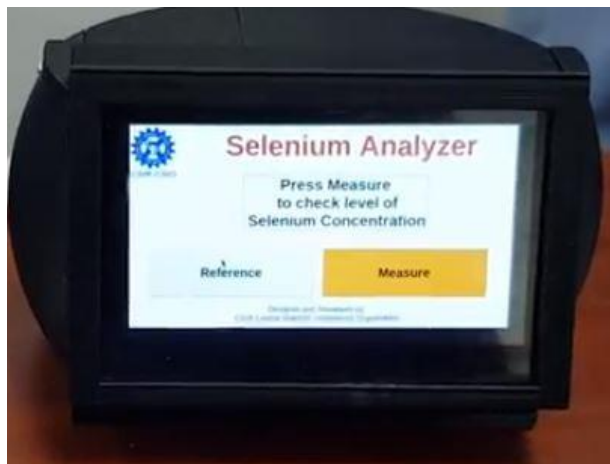 Selenium Analyzer
Press Measure
to check level of
Selenium Concentration
Reference
Measure
Designed and Developed by